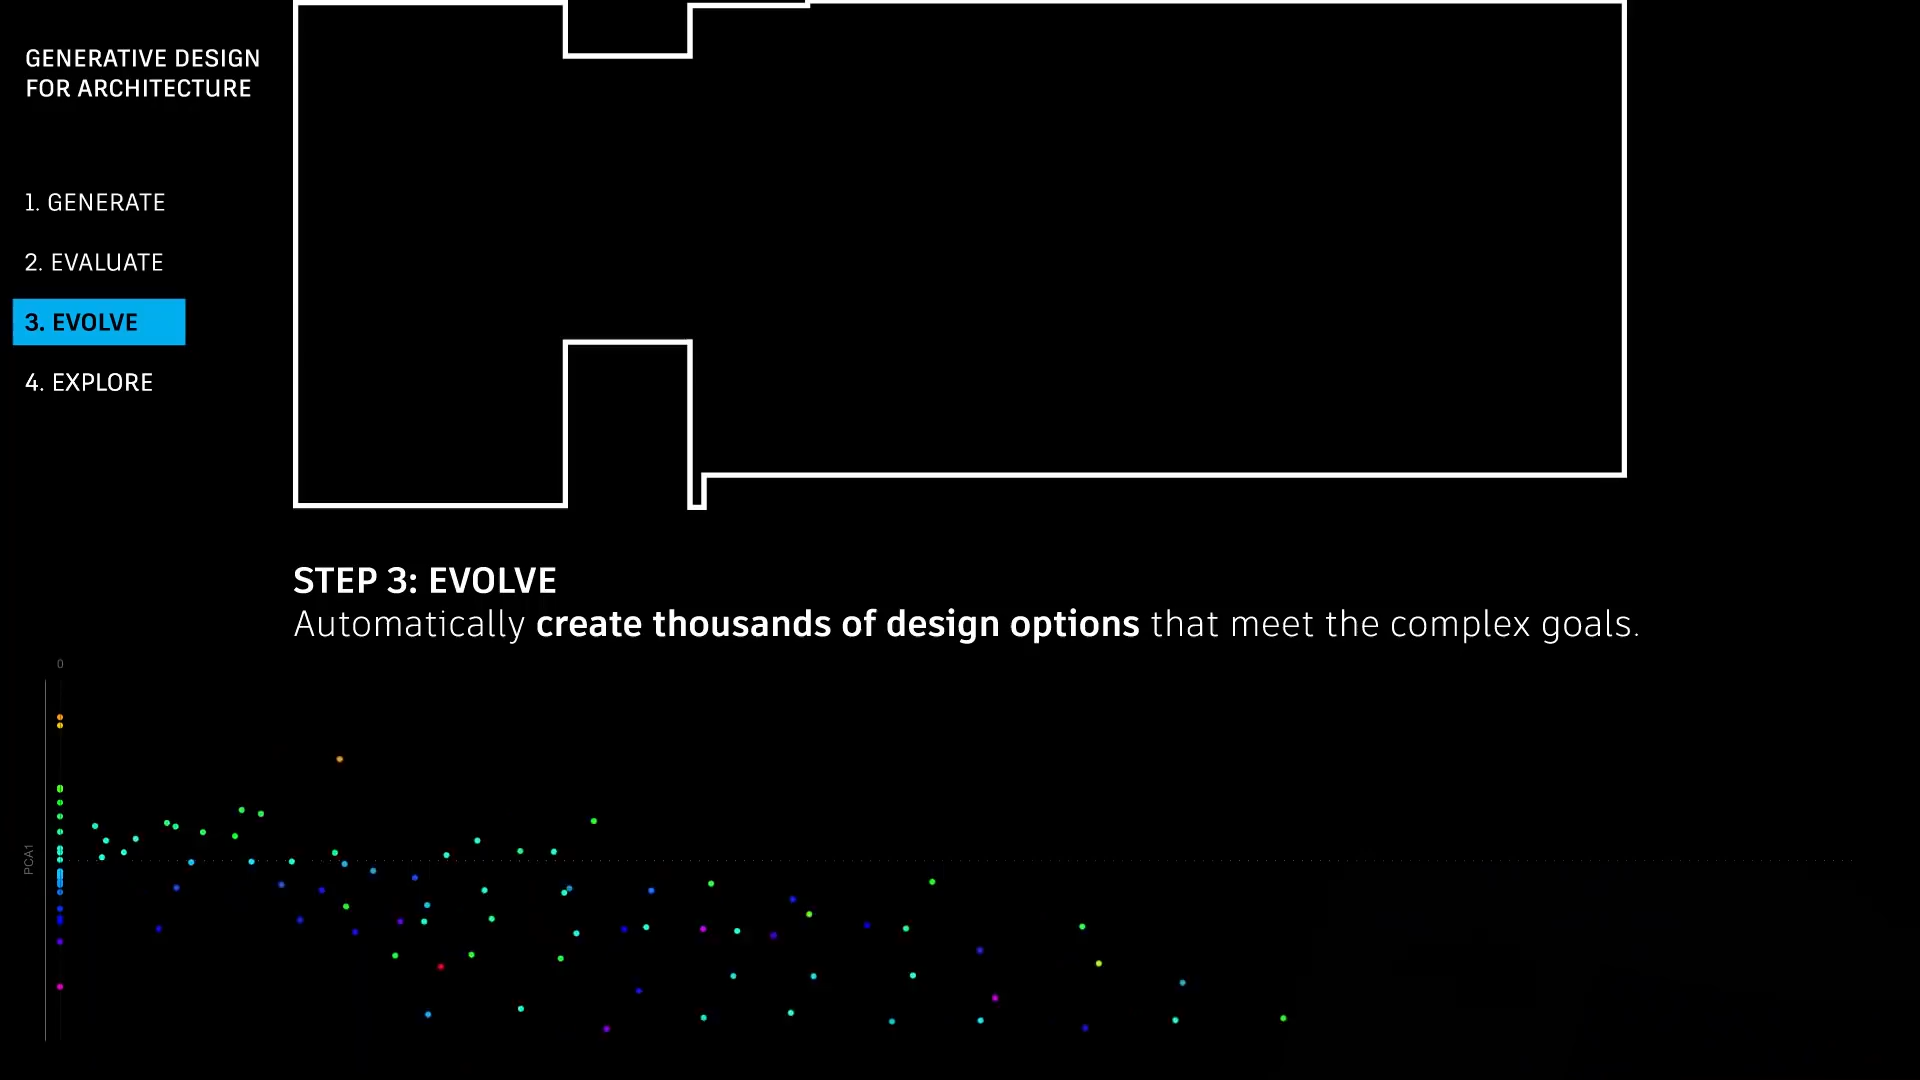 GENERATIVE DESIGN
FOR ARCHITECTURE
1. GENERATE
2. EVALUATE
3. EVOLVE
4. EXPLORE
STEP 3: EVOLVE
Automatically create thousands of design options that meet the complex goals.
0
PCA1